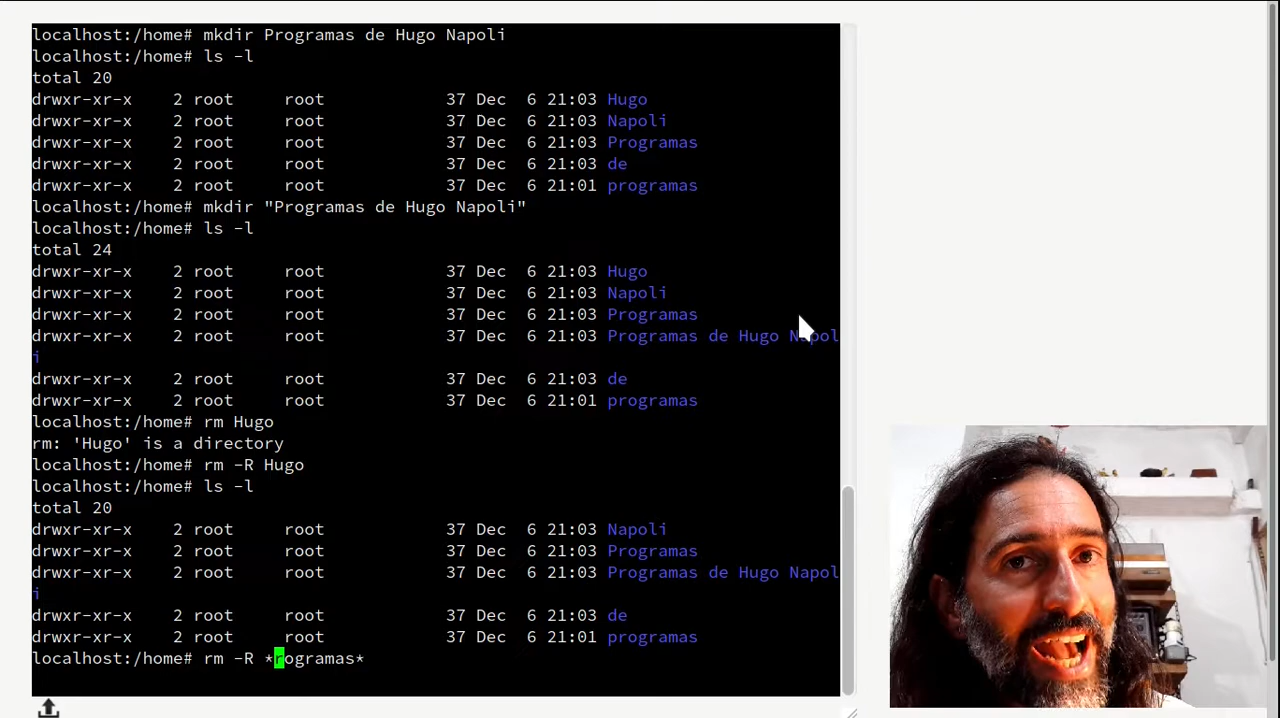 localhost:/home# mkdir Programas de Hugo Napoli
localhost:/home# ls -l
total 20
drwxr-xr-x 2 root root 37 Dec 6 21:03 Hugo
drwxr-xr-x 2 root root 37 Dec 6 21:03 Napoli
drwxr-xr-x 2 root root 37 Dec 6 21:03 Programas
drwxr-xr-x 2 root root 37 Dec 6 21:03 de
drwxr-xr-x 2 root root 37 Dec 6 21:01 programas
localhost:/home# mkdir "Programas de Hugo Napoli"
localhost:/home# ls -l
total 24
drwxr-xr-x 2 root root 37 Dec 6 21:03 Hugo
drwxr-xr-x 2 root root 37 Dec 6 21:03 Napoli
drwxr-xr-x 2 root root 37 Dec 6 21:03 Programas
drwxr-xr-x 2 root root 37 Dec 6 21:03 Programas de Hugo Napol
i
drwxr-xr-x 2 root root 37 Dec 6 21:03 de
drwxr-xr-x 2 root root 37 Dec 6 21:01 programas
localhost:/home# rm Hugo
rm: 'Hugo' is a directory
localhost:/home# rm -R Hugo
localhost:/home# ls -l
total 20
drwxr-xr-x 2 root root 37 Dec 6 21:03 Napoli
drwxr-xr-x 2 root root 37 Dec 6 21:03 Programas
drwxr-xr-x 2 root root 37 Dec 6 21:03 Programas de Hugo Napol
i
drwxr-xr-x 2 root root 37 Dec 6 21:03 de
drwxr-xr-x 2 root root 37 Dec 6 21:01 programas
localhost:/home# rm -R *rogramas*